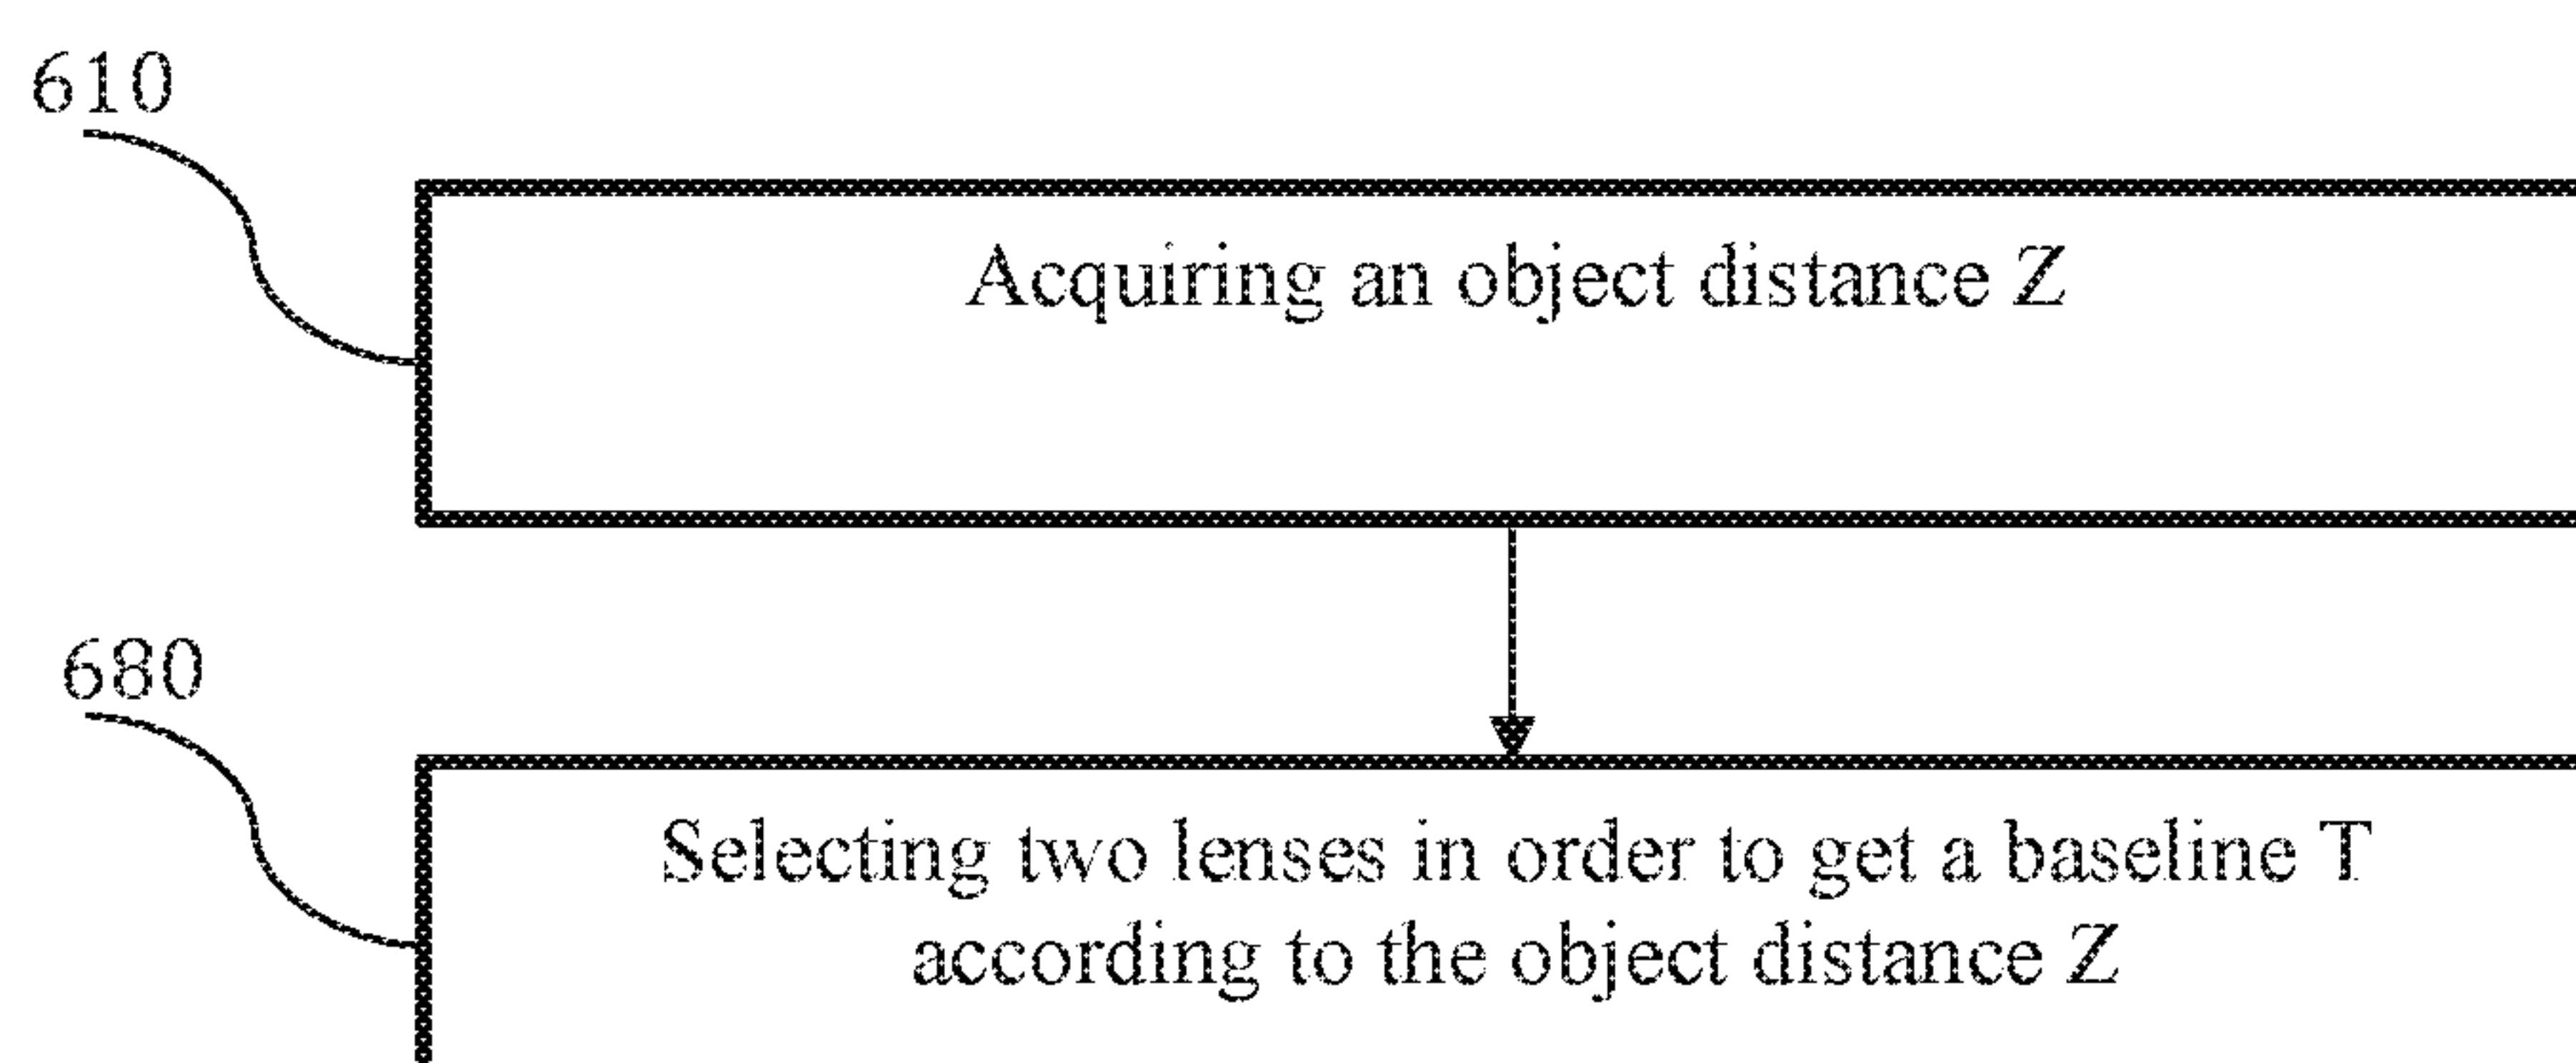 610
Acquiring an object distance Z
680
Selecting two lenses in order to get a baseline T
according to the object distance Z